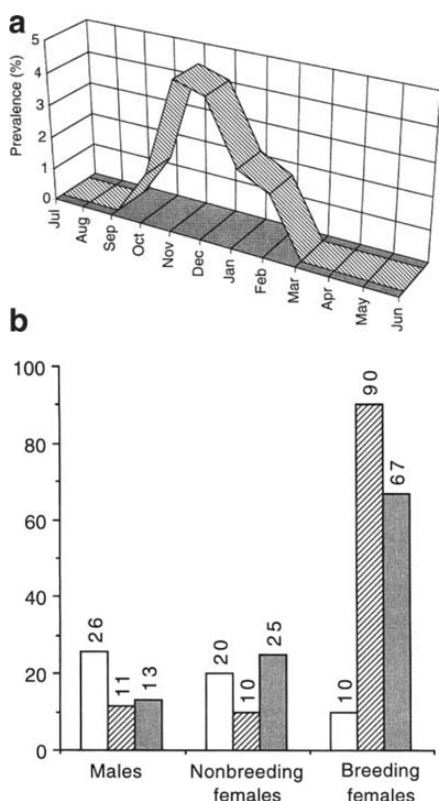 a
Prevalence (%)
5
4
3
2
1
0
Jul
Aug
Sep
Oct
Nov
Dec
Jan
Feb
Mar
Apr
May
Jun
b
100
80
60
40
20
0
26
11
13
20
10
25
10
90
67
Males
Nonbreeding
females
Breeding
females